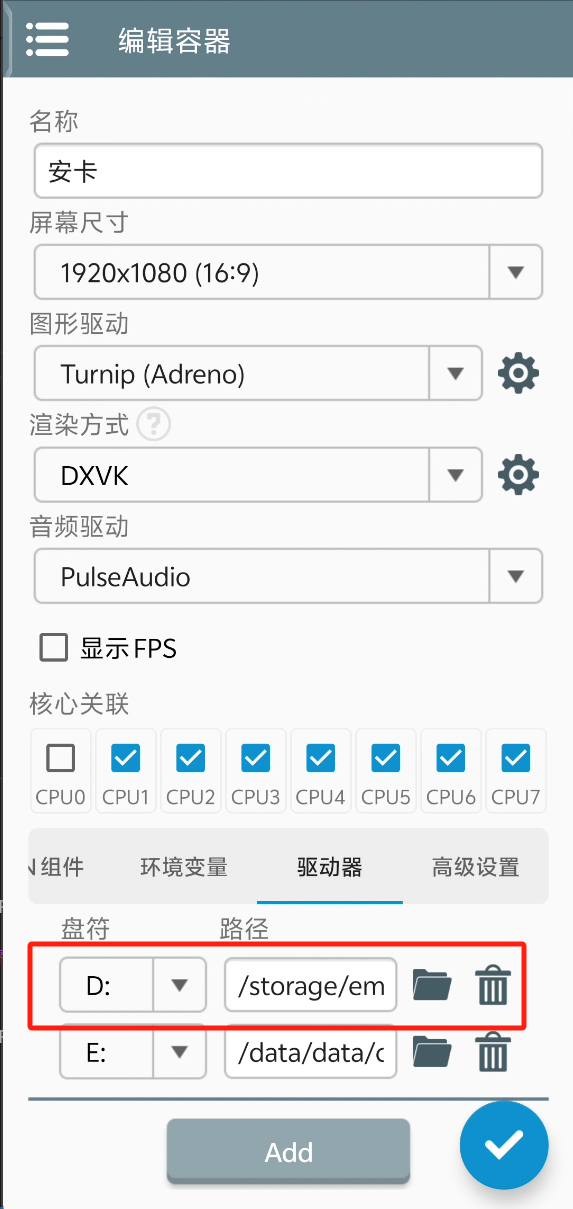 编辑容器
名称
安卡
屏幕尺寸
1920x1080 (16:9)
图形驱动
Turnip (Adreno)
渲染方式 ?
DXVK
音频驱动
PulseAudio
显示FPS
核心关联
CPU0 CPU1 CPU2 CPU3 CPU4 CPU5 CPU6 CPU7
组件 环境变量 驱动器 高级设置
盘符 路径
D: /storage/em
E: /data/data/c
Add